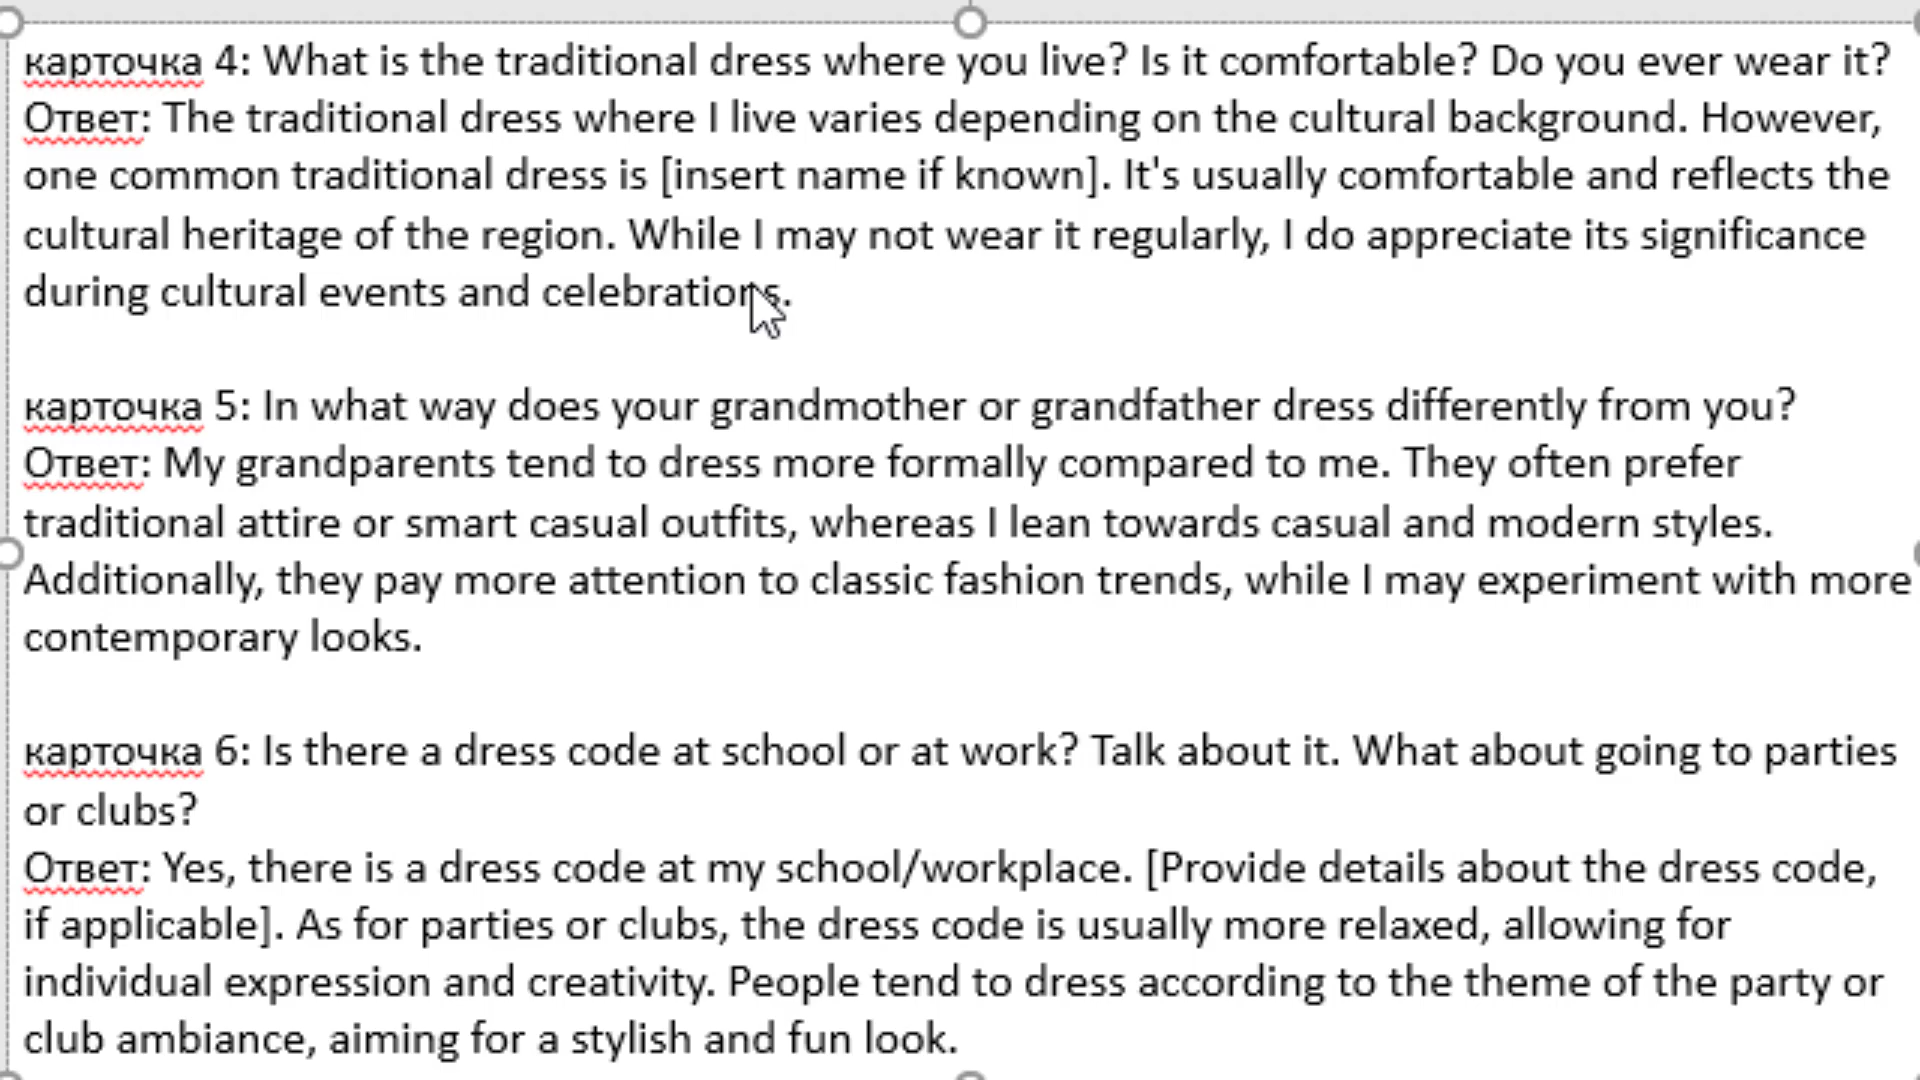 карточка 4: What is the traditional dress where you live? Is it comfortable? Do you ever wear it?
Ответ: The traditional dress where I live varies depending on the cultural background. However,
one common traditional dress is [insert name if known]. It's usually comfortable and reflects the
cultural heritage of the region. While I may not wear it regularly, I do appreciate its significance
during cultural events and celebrations.
карточка 5: In what way does your grandmother or grandfather dress differently from you?
Ответ: My grandparents tend to dress more formally compared to me. They often prefer
traditional attire or smart casual outfits, whereas I lean towards casual and modern styles.
Additionally, they pay more attention to classic fashion trends, while I may experiment with more
contemporary looks.
карточка 6: Is there a dress code at school or at work? Talk about it. What about going to parties
or clubs?
Ответ: Yes, there is a dress code at my school/workplace. [Provide details about the dress code,
if applicable]. As for parties or clubs, the dress code is usually more relaxed, allowing for
individual expression and creativity. People tend to dress according to the theme of the party or
club ambiance, aiming for a stylish and fun look.